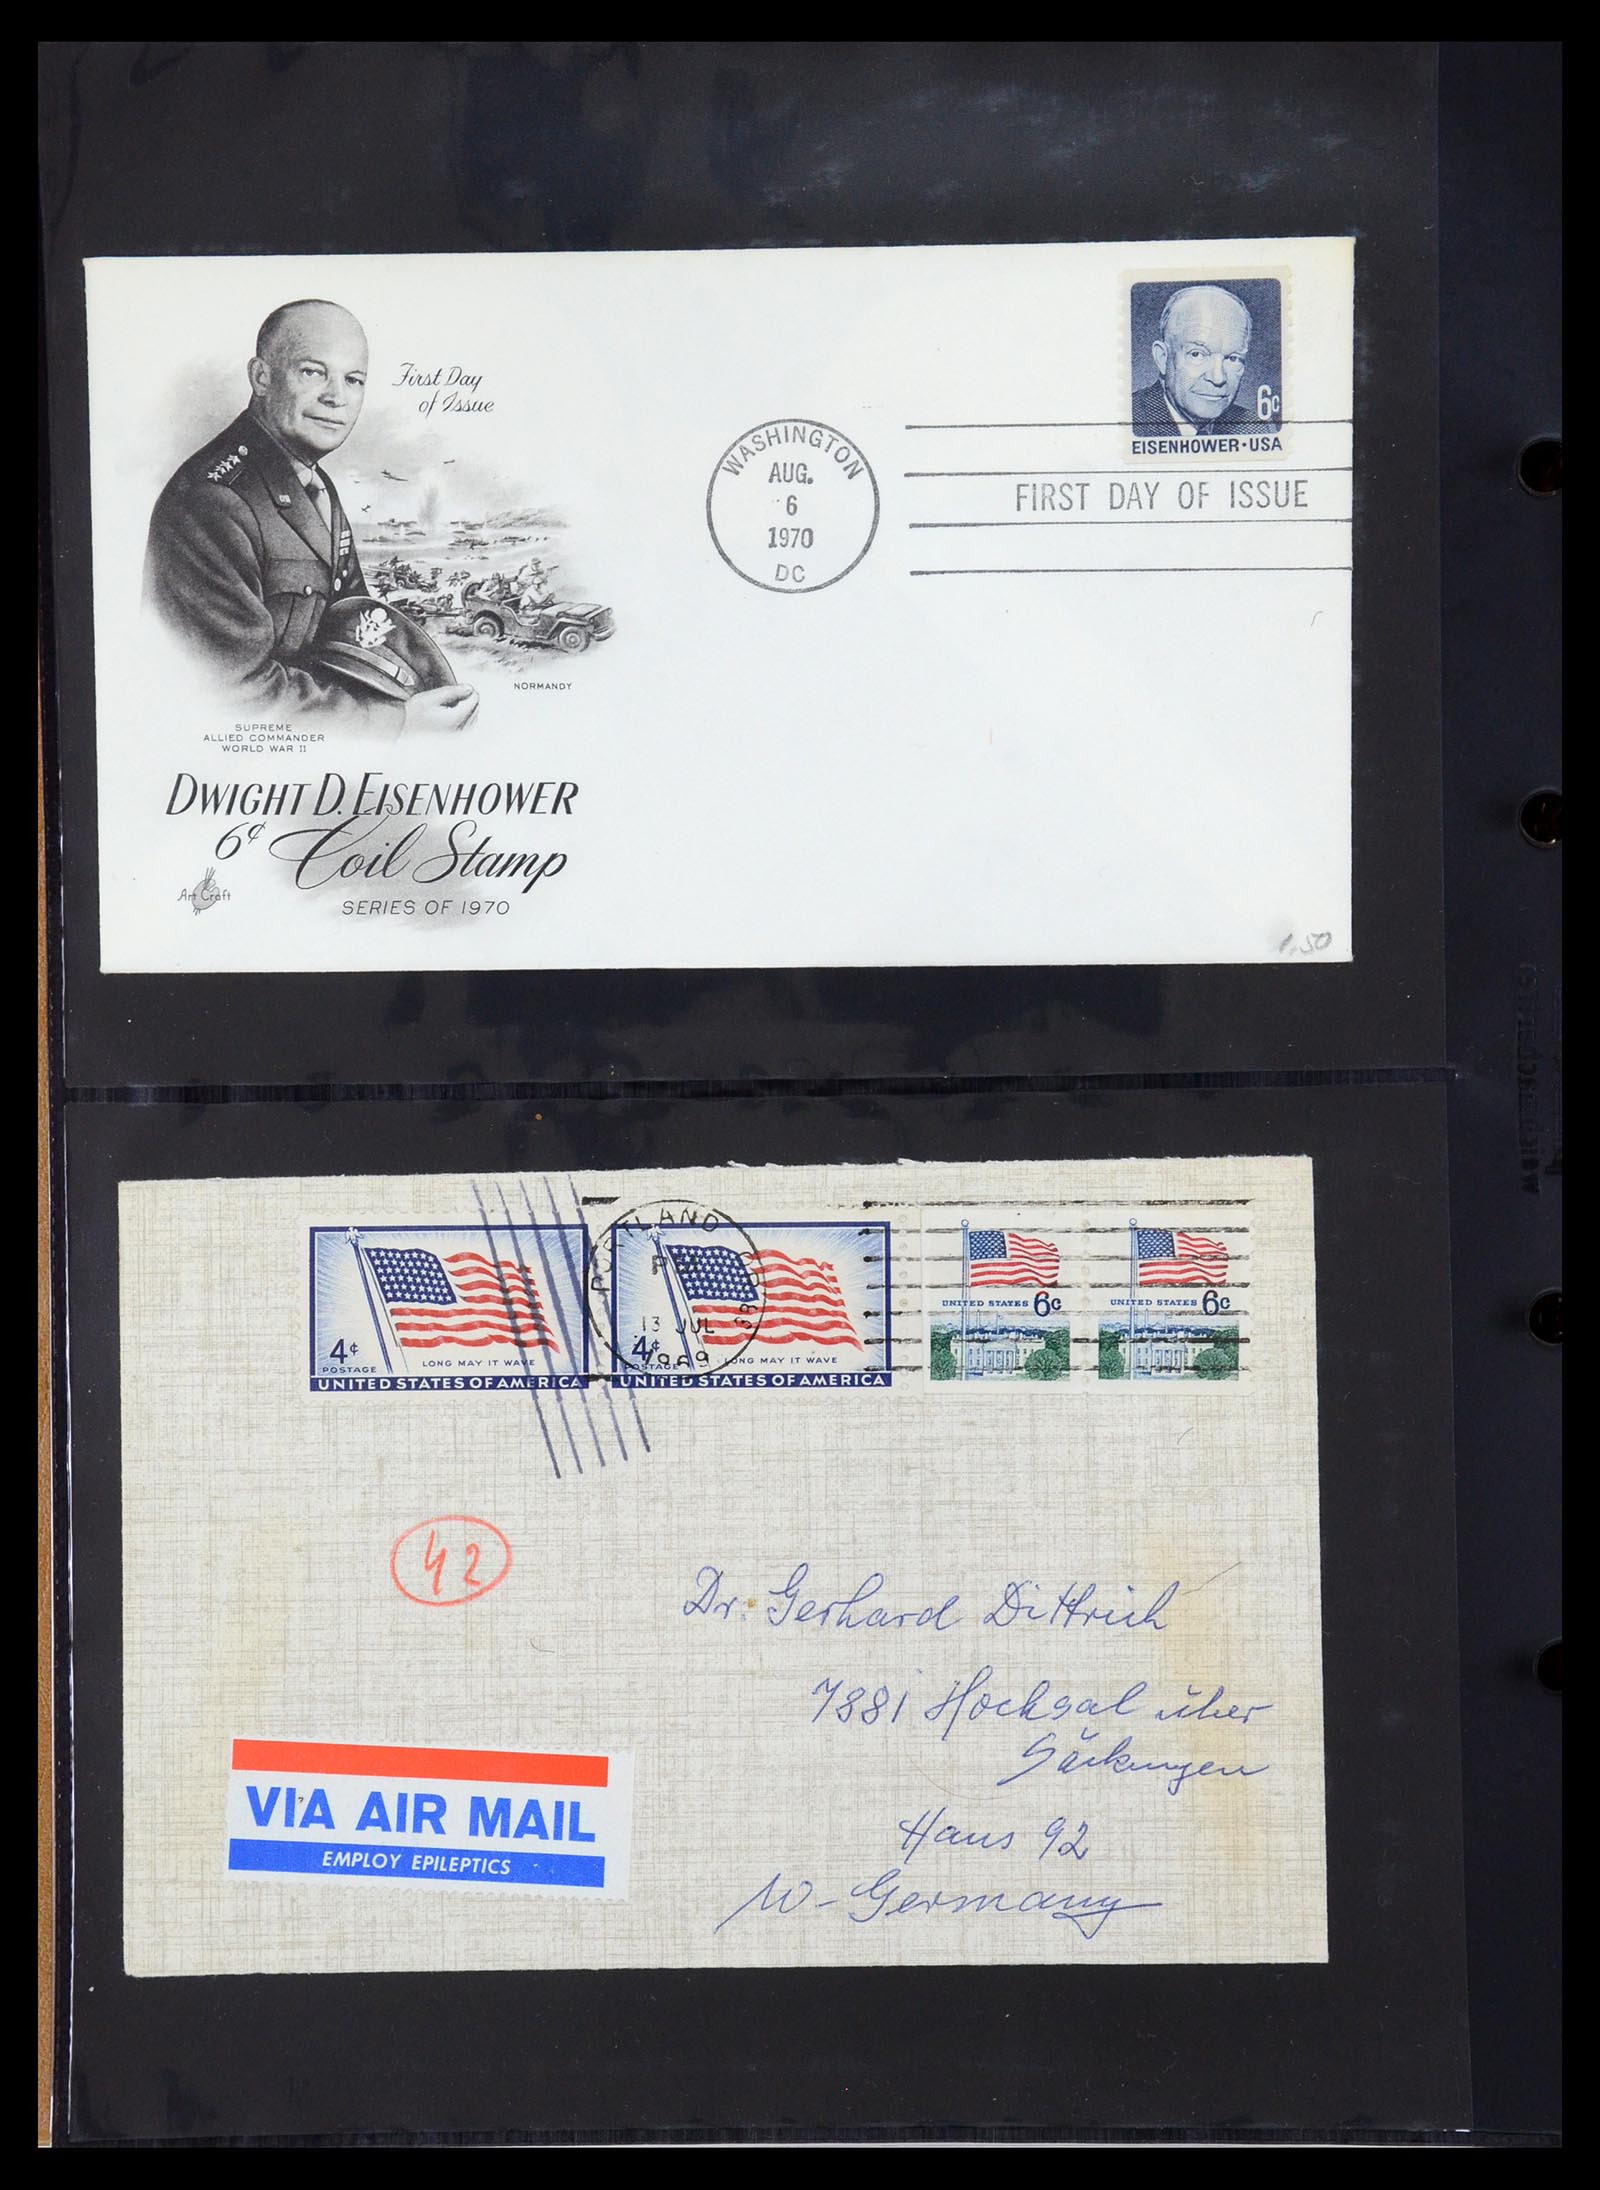 First Day
of Issue
WASHINGTON
AUG.
6
1970
DC
6c
EISENHOWER·USA
FIRST DAY OF ISSUE
NORMANDY
SUPREME
ALLIED COMMANDER
WORLD WAR II
DWIGHT D. EISENHOWER
6¢ Coil Stamp
Art Craft
SERIES OF 1970
1.50
PORTLAND
PM
13 JUL
1969
4¢
POSTAGE
LONG MAY IT WAVE
UNITED STATES OF AMERICA
4¢
POSTAGE
LONG MAY IT WAVE
UNITED STATES OF AMERICA
UNITED STATES 6c
UNITED STATES 6c
42
Dr. Gerhard Dittrich
7881 Hochsal über
Säckingen
Haus 92
W-Germany
VIA AIR MAIL
EMPLOY EPILEPTICS